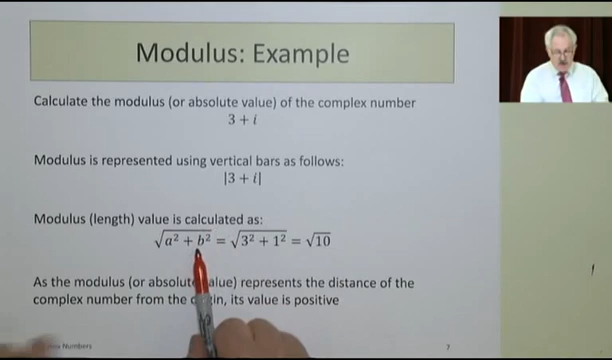 Modulus: Example
Calculate the modulus (or absolute value) of the complex number
3 + i
Modulus is represented using vertical bars as follows:
|3 + i|
Modulus (length) value is calculated as:
√a² + b² = √3² + 1² = √10
As the modulus (or absolute value) represents the distance of the
complex number from the origin, its value is positive
Numbers
7